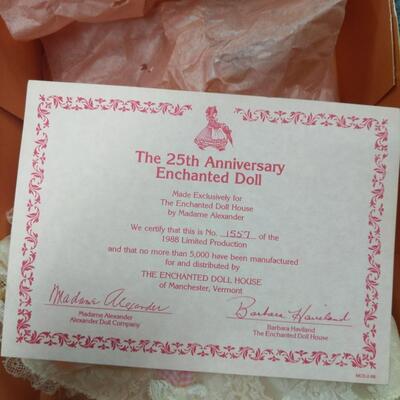 The 25th Anniversary
Enchanted Doll
Made Exclusively for
The Enchanted Doll House
by Madame Alexander
We certify that this is No. 1557 of the
1988 Limited Production
and that no more than 5,000 have been manufactured
for and distributed by
THE ENCHANTED DOLL HOUSE
of Manchester, Vermont
Madame Alexander
Barbara Haviland
Madame Alexander
Alexander Doll Company
Barbara Haviland
The Enchanted Doll House